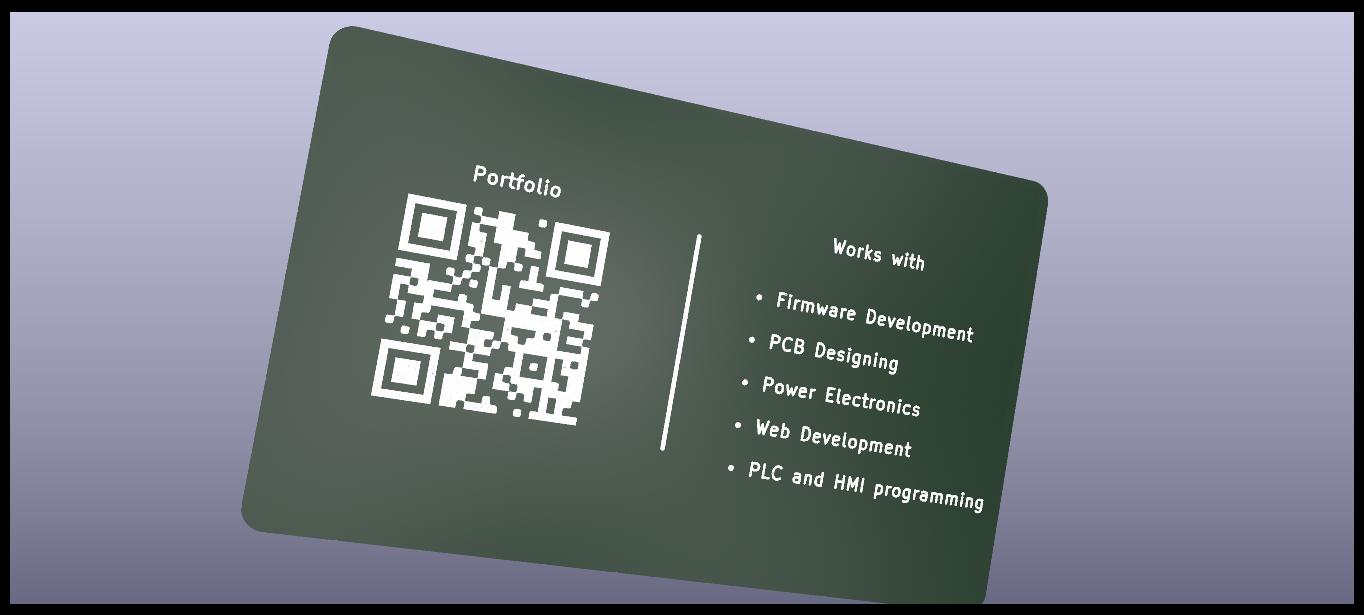 Portfolio
Works with
• Firmware Development
• PCB Designing
• Power Electronics
• Web Development
• PLC and HMI programming